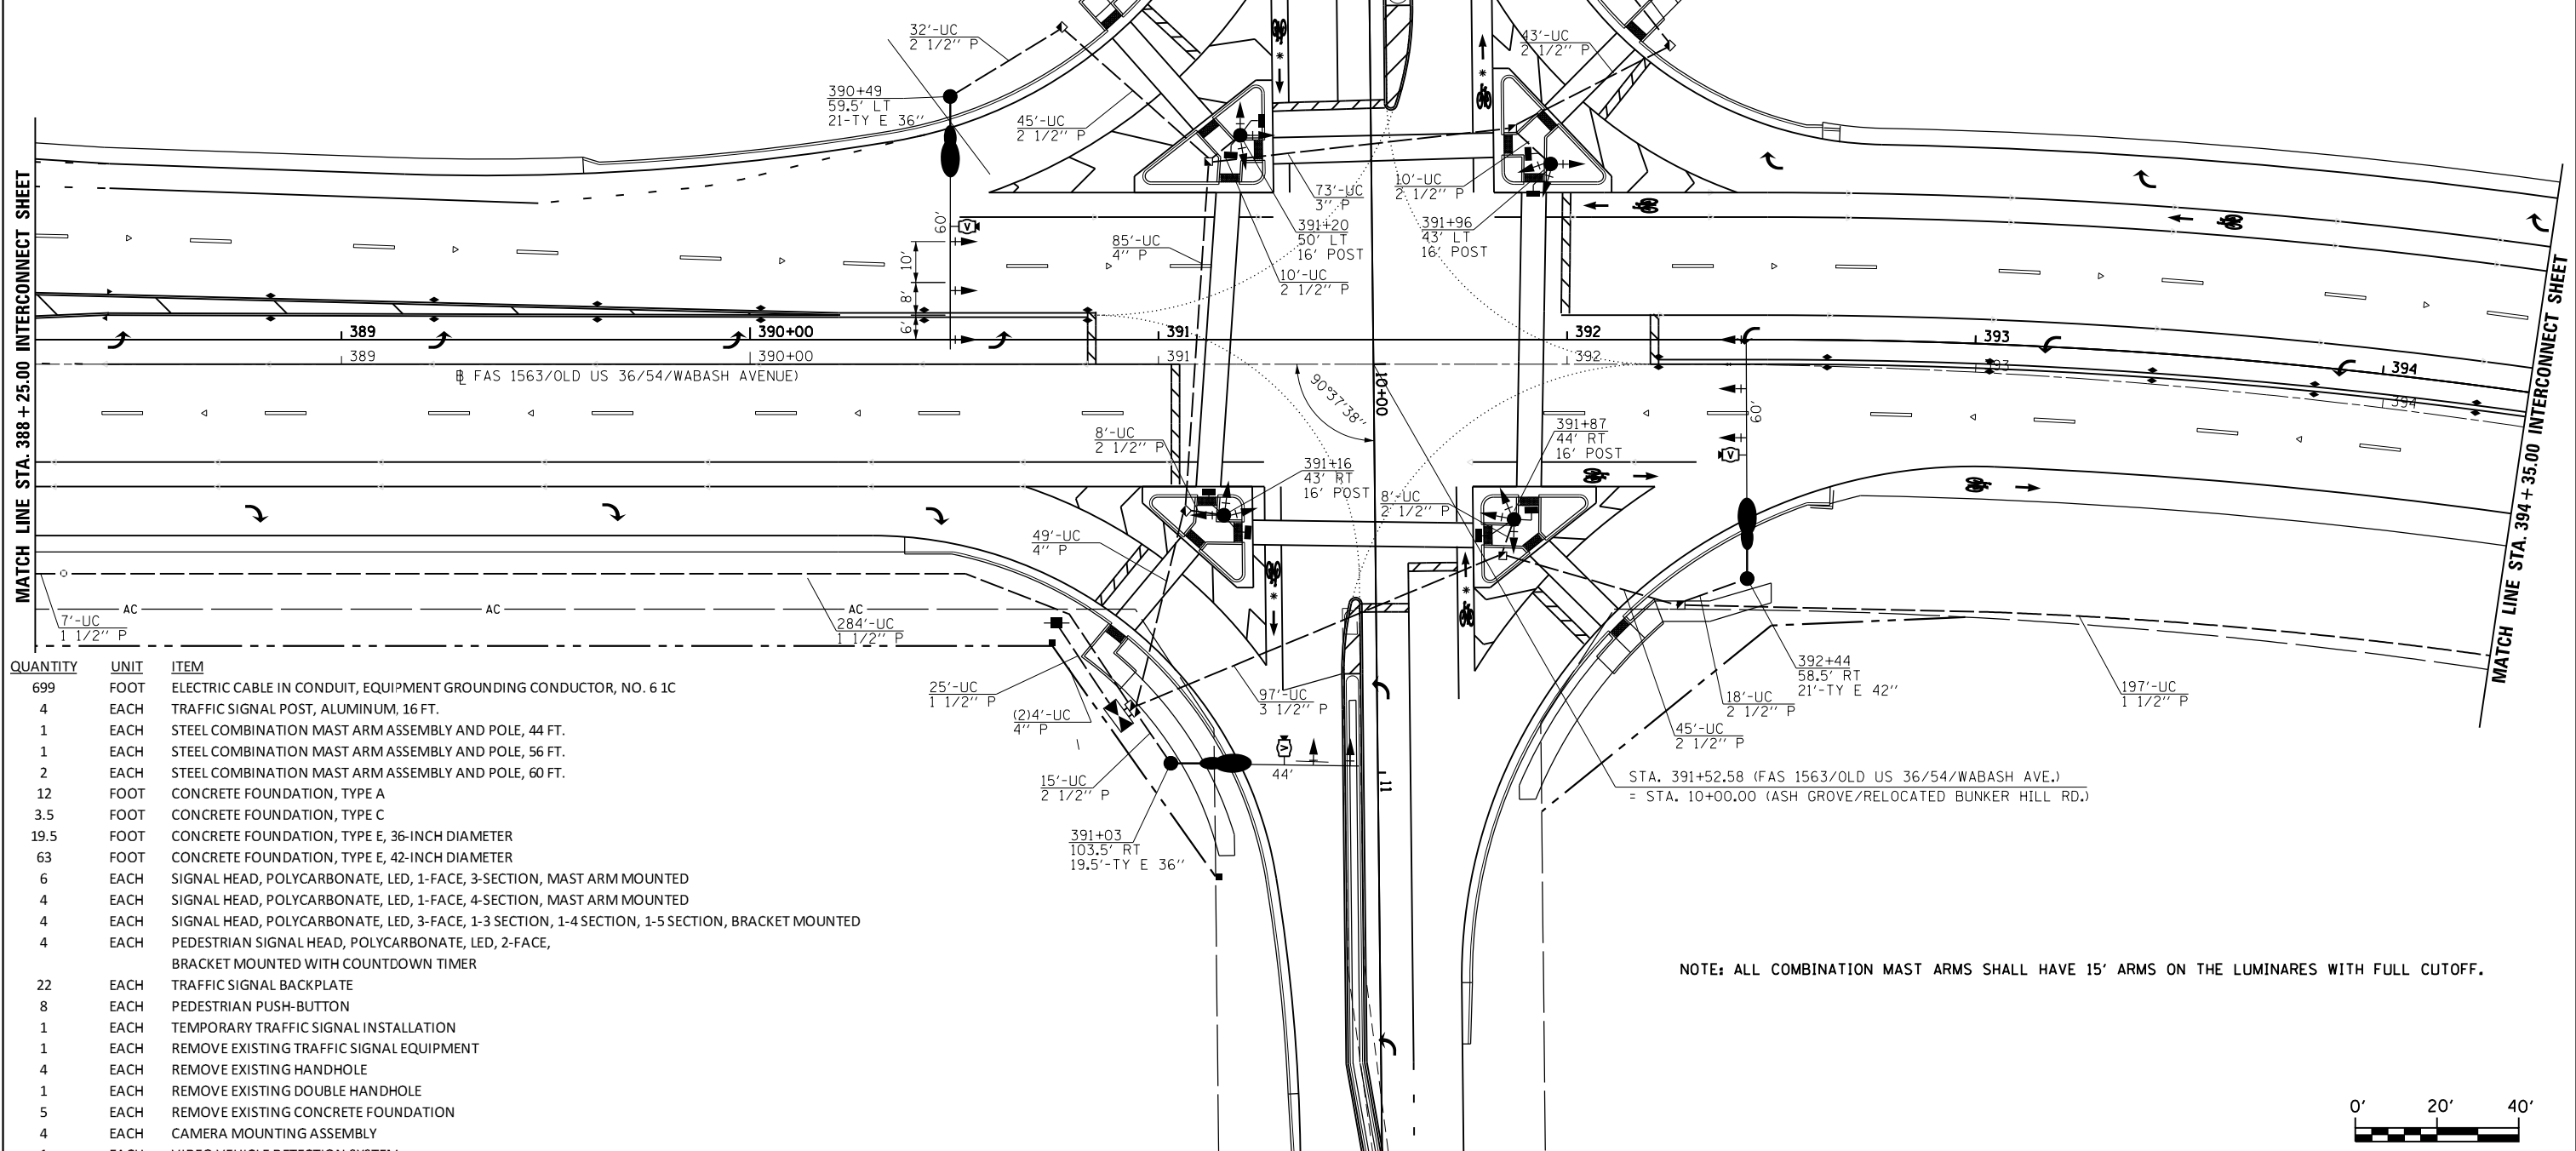 32'-UC
2 1/2'' P
43'-UC
2 1/2'' P
390+49
59.5' LT
21-TY E 36''
45'-UC
2 1/2'' P
73'-UC
3'' P
10'-UC
2 1/2'' P
391+20
50' LT
16' POST
391+96
43' LT
16' POST
85'-UC
4'' P
10'-UC
2 1/2'' P
60'
V
10'
8'
6'
MATCH LINE STA. 388 + 25.00 INTERCONNECT SHEET
389
390+00
391
392
393
394
389
390+00
391
392
393
394
℄ FAS 1563/OLD US 36/54/WABASH AVENUE)
90°37'38''
10+00
60'
V
MATCH LINE STA. 394 + 35.00 INTERCONNECT SHEET
8'-UC
2 1/2'' P
391+16
43' RT
16' POST
391+87
44' RT
16' POST
8'-UC
2 1/2'' P
49'-UC
4'' P
AC
AC
AC
7'-UC
1 1/2'' P
284'-UC
1 1/2'' P
25'-UC
1 1/2'' P
(2)4'-UC
4'' P
97'-UC
3 1/2'' P
392+44
58.5' RT
21'-TY E 42''
18'-UC
2 1/2'' P
45'-UC
2 1/2'' P
197'-UC
1 1/2'' P
15'-UC
2 1/2'' P
V
44'
11
391+03
103.5' RT
19.5'-TY E 36''
STA. 391+52.58 (FAS 1563/OLD US 36/54/WABASH AVE.)
= STA. 10+00.00 (ASH GROVE/RELOCATED BUNKER HILL RD.)
QUANTITY UNIT ITEM
699 FOOT ELECTRIC CABLE IN CONDUIT, EQUIPMENT GROUNDING CONDUCTOR, NO. 6 1C
4 EACH TRAFFIC SIGNAL POST, ALUMINUM, 16 FT.
1 EACH STEEL COMBINATION MAST ARM ASSEMBLY AND POLE, 44 FT.
1 EACH STEEL COMBINATION MAST ARM ASSEMBLY AND POLE, 56 FT.
2 EACH STEEL COMBINATION MAST ARM ASSEMBLY AND POLE, 60 FT.
12 FOOT CONCRETE FOUNDATION, TYPE A
3.5 FOOT CONCRETE FOUNDATION, TYPE C
19.5 FOOT CONCRETE FOUNDATION, TYPE E, 36-INCH DIAMETER
63 FOOT CONCRETE FOUNDATION, TYPE E, 42-INCH DIAMETER
6 EACH SIGNAL HEAD, POLYCARBONATE, LED, 1-FACE, 3-SECTION, MAST ARM MOUNTED
4 EACH SIGNAL HEAD, POLYCARBONATE, LED, 1-FACE, 4-SECTION, MAST ARM MOUNTED
4 EACH SIGNAL HEAD, POLYCARBONATE, LED, 3-FACE, 1-3 SECTION, 1-4 SECTION, 1-5 SECTION, BRACKET MOUNTED
4 EACH PEDESTRIAN SIGNAL HEAD, POLYCARBONATE, LED, 2-FACE,
BRACKET MOUNTED WITH COUNTDOWN TIMER
22 EACH TRAFFIC SIGNAL BACKPLATE
8 EACH PEDESTRIAN PUSH-BUTTON
1 EACH TEMPORARY TRAFFIC SIGNAL INSTALLATION
1 EACH REMOVE EXISTING TRAFFIC SIGNAL EQUIPMENT
4 EACH REMOVE EXISTING HANDHOLE
1 EACH REMOVE EXISTING DOUBLE HANDHOLE
5 EACH REMOVE EXISTING CONCRETE FOUNDATION
4 EACH CAMERA MOUNTING ASSEMBLY
1 EACH VIDEO VEHICLE DETECTION SYSTEM
NOTE: ALL COMBINATION MAST ARMS SHALL HAVE 15' ARMS ON THE LUMINARES WITH FULL CUTOFF.
0' 20' 40'